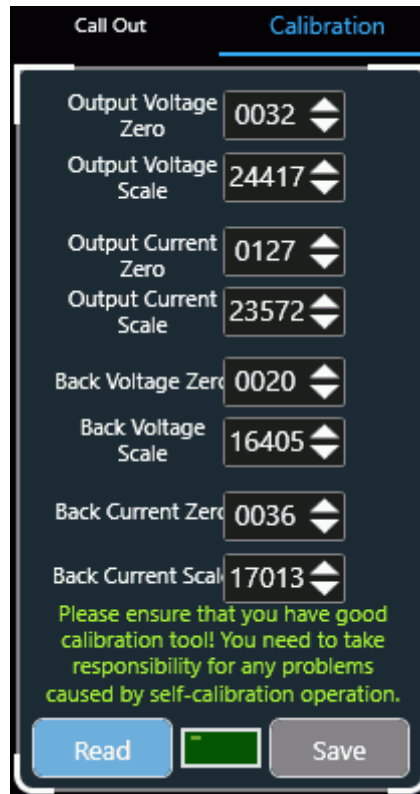 Call Out Calibration
Output Voltage
Zero
0032
Output Voltage
Scale
24417
Output Current
Zero
0127
Output Current
Scale
23572
Back Voltage Zero
0020
Back Voltage
Scale
16405
Back Current Zero
0036
Back Current Scal
17013
Please ensure that you have good
calibration tool! You need to take
responsibility for any problems
caused by self-calibration operation.
Read Save